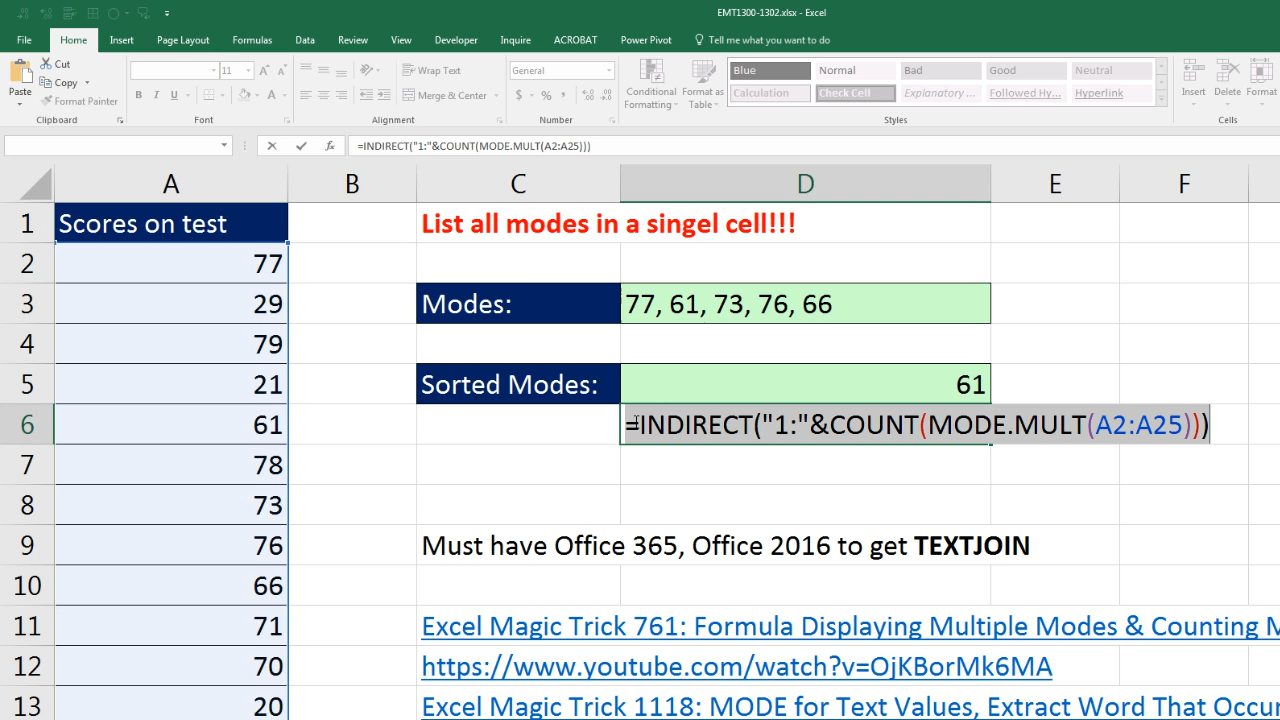 EMT1300-1302.xlsx - Excel
File Home Insert Page Layout Formulas Data Review View Developer Inquire ACROBAT Power Pivot Tell me what you want to do
Paste
Cut
Copy
Format Painter
Clipboard
11 A A
B I U A
Font
Wrap Text
Merge & Center
Alignment
General
$ % ,
Number
Conditional Formatting
Format as Table
Blue Normal Bad Good Neutral
Calculation Check Cell Explanatory ... Followed Hy... Hyperlink
Styles
Insert Delete Format
Cells
fx =INDIRECT("1:"&COUNT(MODE.MULT(A2:A25)))
A B C D E F
1 Scores on test List all modes in a singel cell!!!
2 77
3 29 Modes: 77, 61, 73, 76, 66
4 79
5 21 Sorted Modes: 61
6 61 =INDIRECT("1:"&COUNT(MODE.MULT(A2:A25)))
7 78
8 73
9 76 Must have Office 365, Office 2016 to get TEXTJOIN
10 66
11 71 Excel Magic Trick 761: Formula Displaying Multiple Modes & Counting M
12 70 https://www.youtube.com/watch?v=OjKBorMk6MA
13 20 Excel Magic Trick 1118: MODE for Text Values, Extract Word That Occu